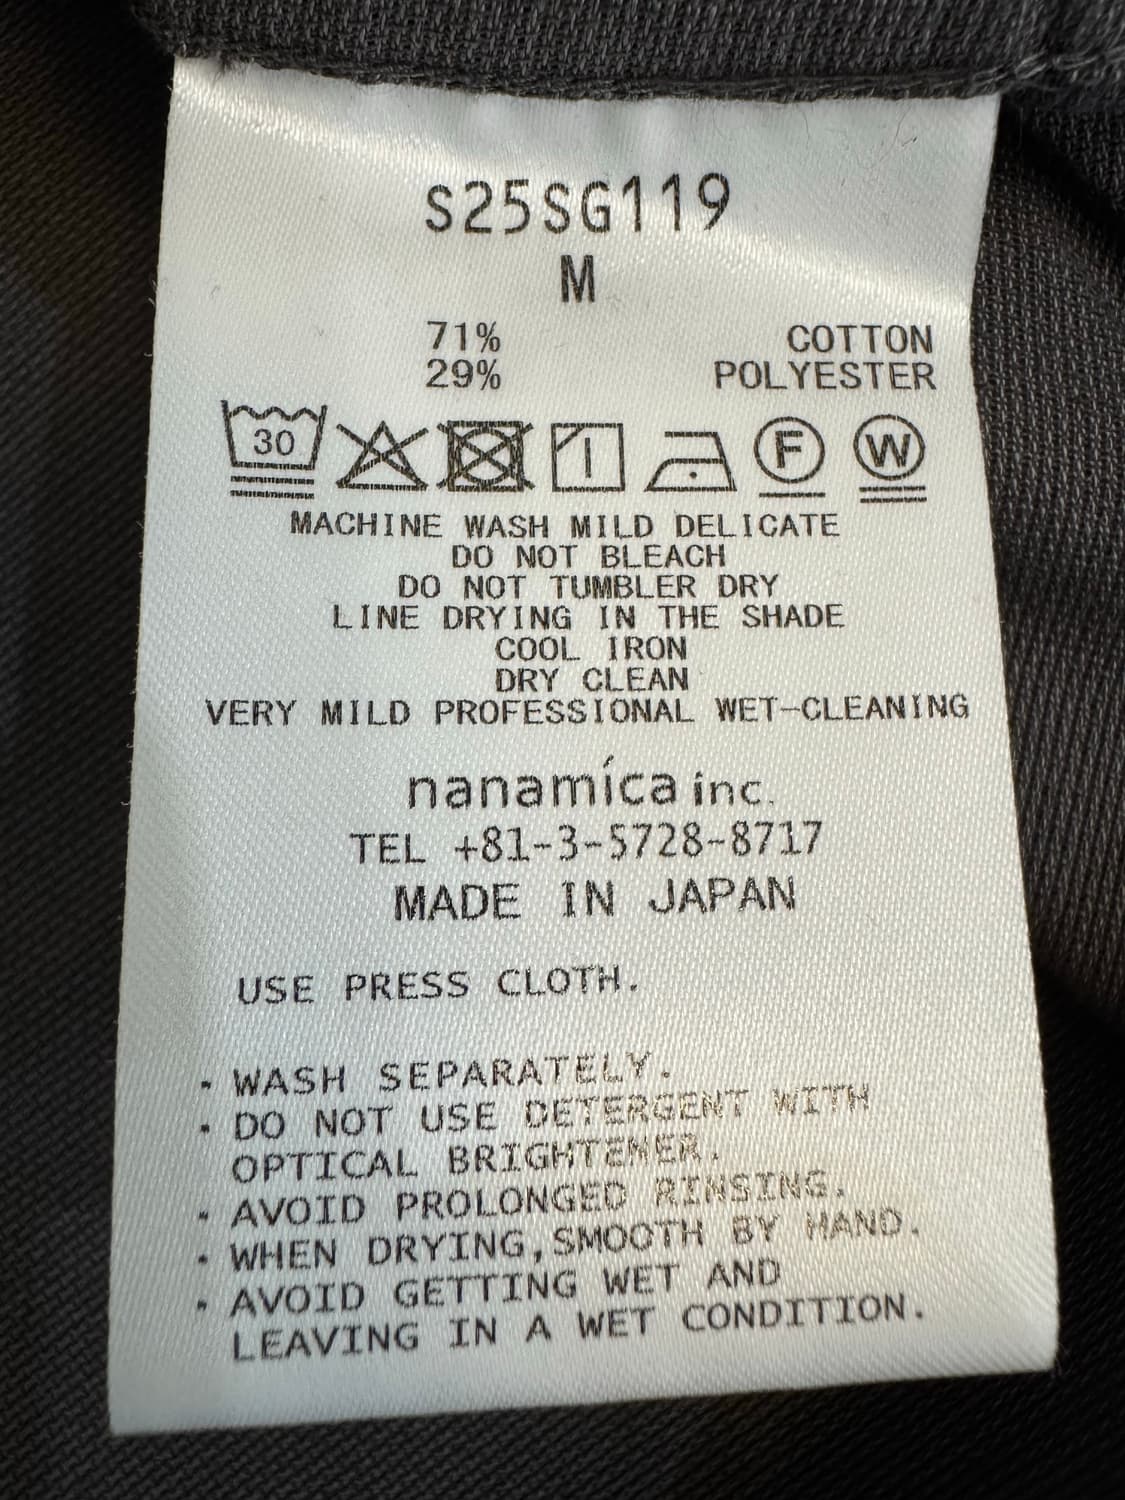 S25SG119
M
71% COTTON
29% POLYESTER
30 F W
MACHINE WASH MILD DELICATE
DO NOT BLEACH
DO NOT TUMBLER DRY
LINE DRYING IN THE SHADE
COOL IRON
DRY CLEAN
VERY MILD PROFESSIONAL WET-CLEANING
nanamíca inc.
TEL +81-3-5728-8717
MADE IN JAPAN
USE PRESS CLOTH.
・WASH SEPARATELY.
・DO NOT USE DETERGENT WITH
OPTICAL BRIGHTENER.
・AVOID PROLONGED RINSING.
・WHEN DRYING,SMOOTH BY HAND.
・AVOID GETTING WET AND
LEAVING IN A WET CONDITION.